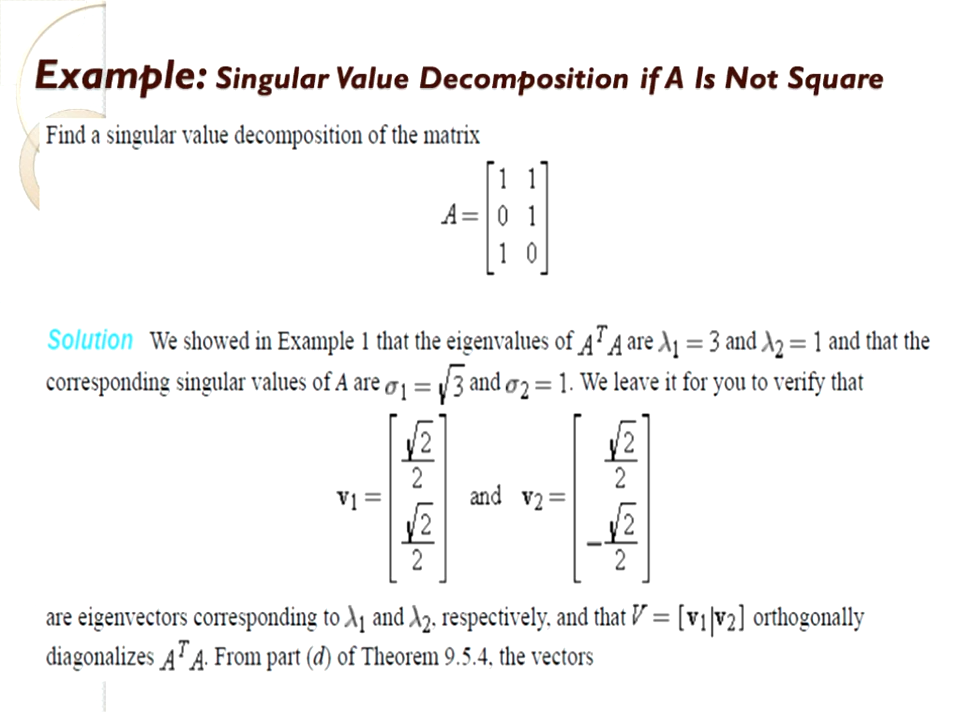 Example: Singular Value Decomposition if A Is Not Square
Find a singular value decomposition of the matrix
A = [1 1
0 1
1 0]
Solution We showed in Example 1 that the eigenvalues of Aᵀ A are λ₁ = 3 and λ₂ = 1 and that the
corresponding singular values of A are σ₁ = √3 and σ₂ = 1. We leave it for you to verify that
v₁ = [√2/2
√2/2] and v₂ = [√2/2
−√2/2]
are eigenvectors corresponding to λ₁ and λ₂, respectively, and that V = [v₁|v₂] orthogonally
diagonalizes Aᵀ A. From part (d) of Theorem 9.5.4, the vectors